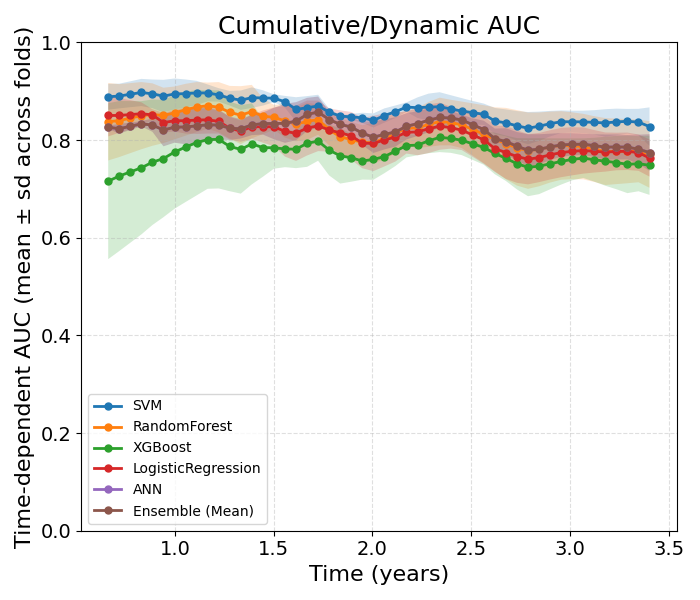 Cumulative/Dynamic AUC
Time-dependent AUC (mean ± sd across folds)
1.0
0.8
0.6
0.4
0.2
0.0
SVM
RandomForest
XGBoost
LogisticRegression
ANN
Ensemble (Mean)
1.0 1.5 2.0 2.5 3.0 3.5
Time (years)